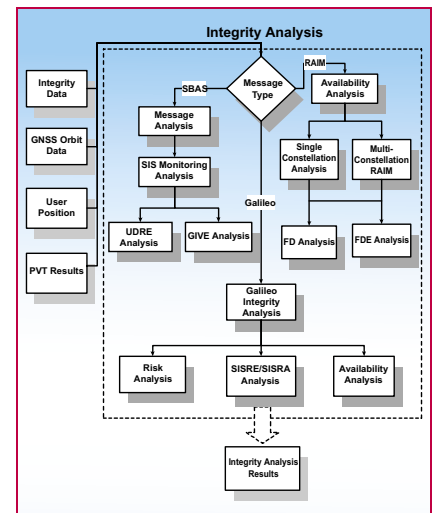 Integrity Analysis
Integrity
Data
GNSS Orbit
Data
User
Position
PVT Results
Message
Type
SBAS
RAIM
Galileo
Message
Analysis
SIS Monitoring
Analysis
UDRE
Analysis
GIVE Analysis
Availability
Analysis
Single
Constellation
Analysis
Multi-
Constellation
RAIM
FD Analysis
FDE Analysis
Galileo
Integrity
Analysis
Risk
Analysis
SISRE/SISRA
Analysis
Availability
Analysis
Integrity Analysis
Results